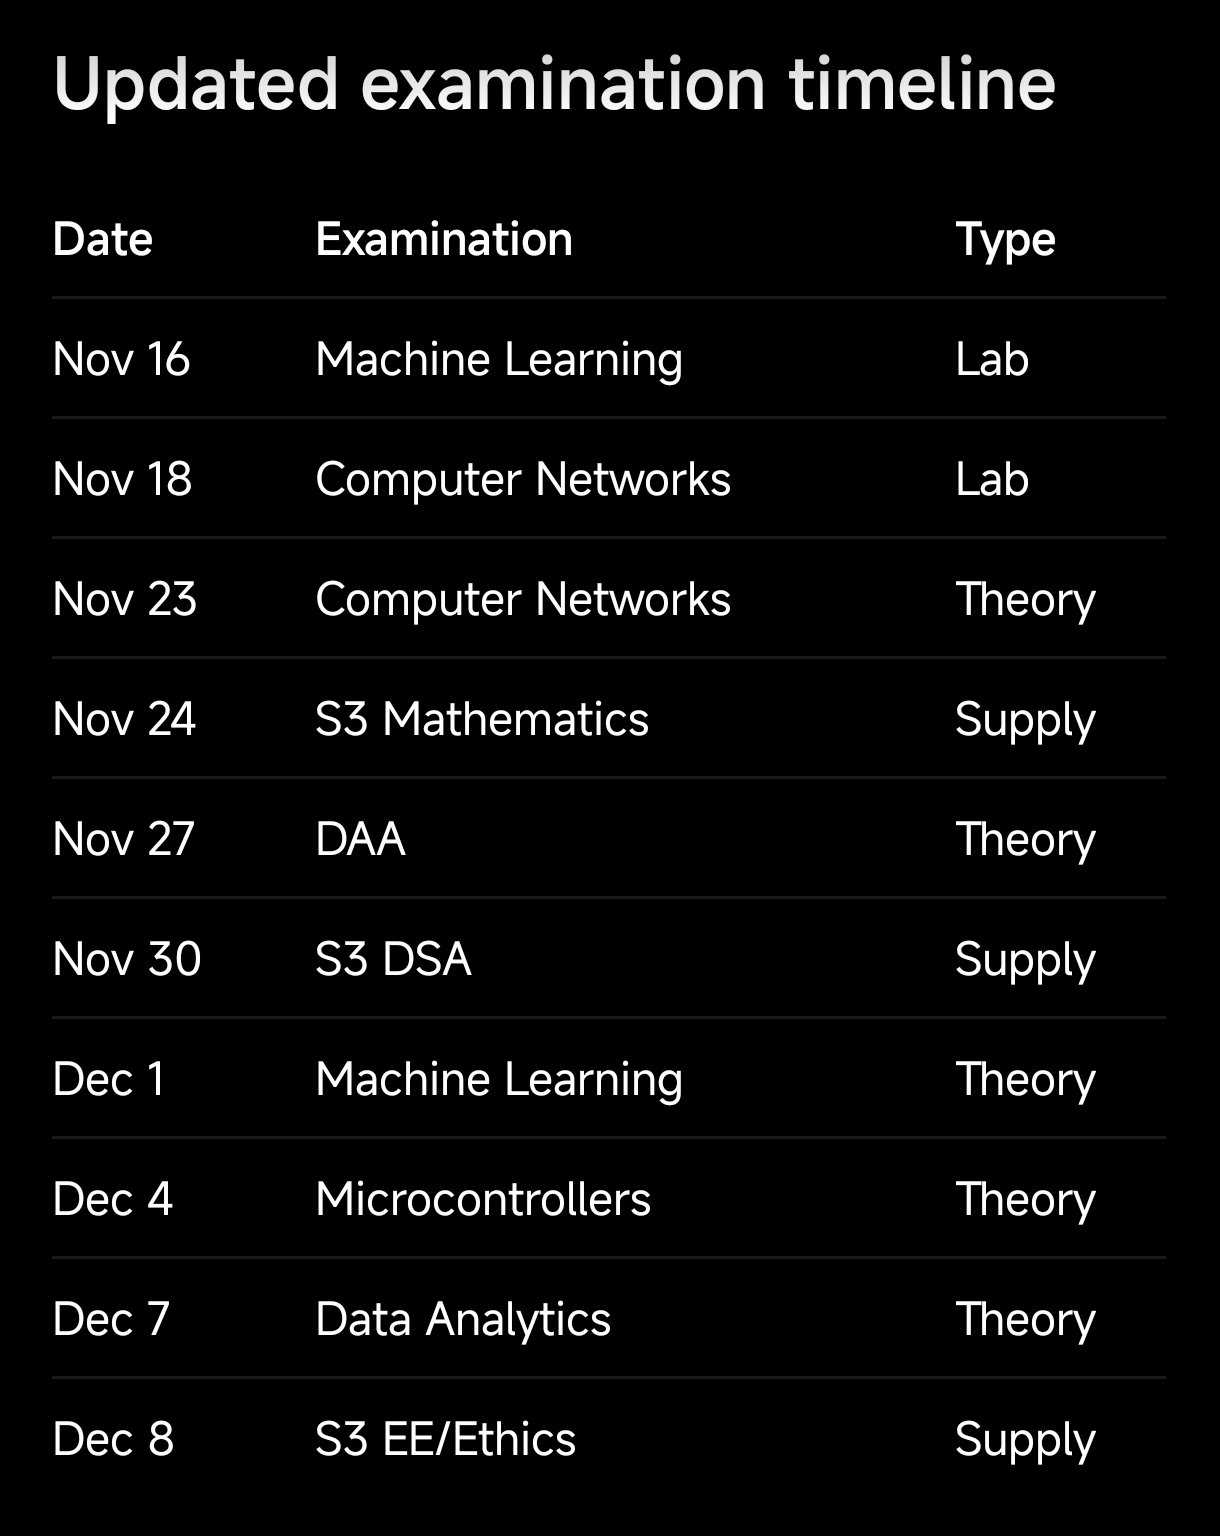 Updated examination timeline
Date Examination Type
Nov 16 Machine Learning Lab
Nov 18 Computer Networks Lab
Nov 23 Computer Networks Theory
Nov 24 S3 Mathematics Supply
Nov 27 DAA Theory
Nov 30 S3 DSA Supply
Dec 1 Machine Learning Theory
Dec 4 Microcontrollers Theory
Dec 7 Data Analytics Theory
Dec 8 S3 EE/Ethics Supply